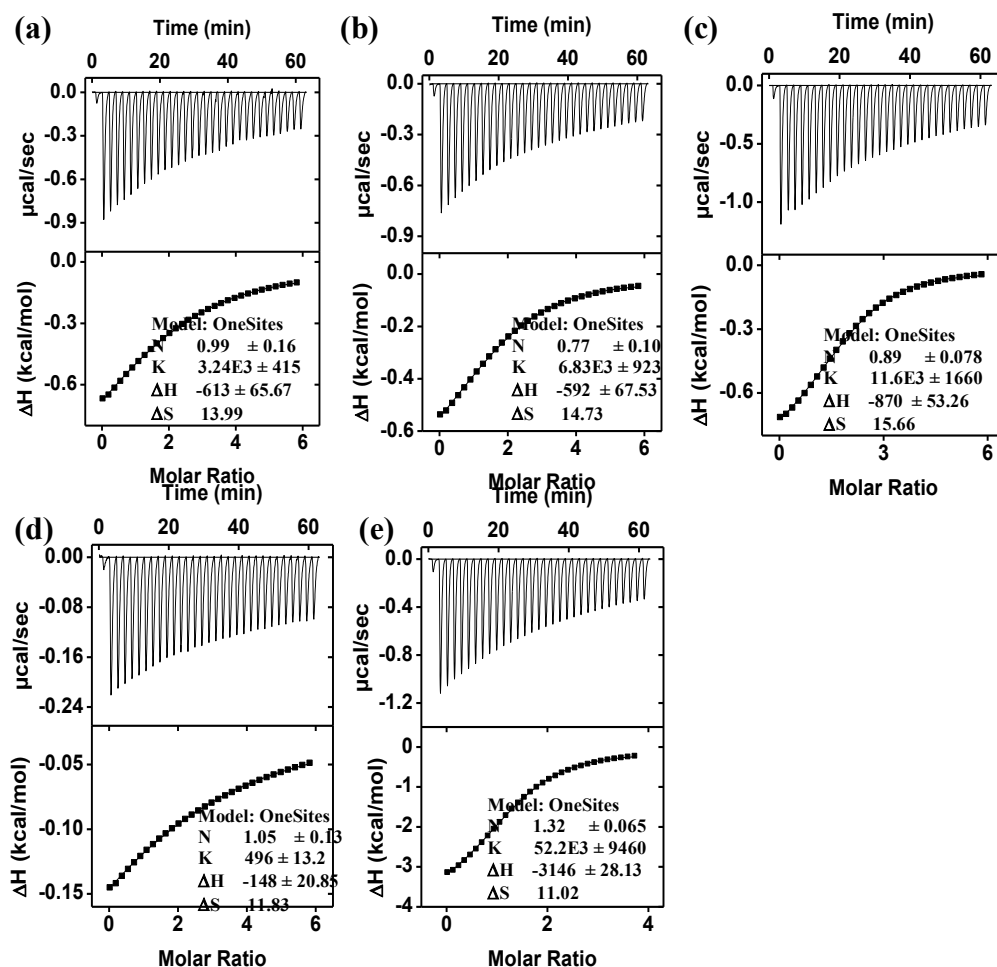 (a)
Time (min)
0 20 40 60
0.0
-0.3
-0.6
-0.9
µcal/sec
0.0
-0.3
-0.6
ΔH (kcal/mol)
Model: OneSites
N 0.99 ± 0.16
K 3.24E3 ± 415
ΔH -613 ± 65.67
ΔS 13.99
0 2 4 6
Molar Ratio
(b)
Time (min)
0 20 40 60
0.0
-0.3
-0.6
-0.9
µcal/sec
0.0
-0.2
-0.4
-0.6
ΔH (kcal/mol)
Model: OneSites
N 0.77 ± 0.10
K 6.83E3 ± 923
ΔH -592 ± 67.53
ΔS 14.73
0 2 4 6
Molar Ratio
(c)
Time (min)
0 20 40 60
0.0
-0.5
-1.0
µcal/sec
0.0
-0.3
-0.6
ΔH (kcal/mol)
Model: OneSites
N 0.89 ± 0.078
K 11.6E3 ± 1660
ΔH -870 ± 53.26
ΔS 15.66
0 3 6
Molar Ratio
(d)
Time (min)
0 20 40 60
0.00
-0.08
-0.16
-0.24
µcal/sec
-0.05
-0.10
-0.15
ΔH (kcal/mol)
Model: OneSites
N 1.05 ± 0.13
K 496 ± 13.2
ΔH -148 ± 20.85
ΔS 11.83
0 2 4 6
Molar Ratio
(e)
Time (min)
0 20 40 60
0.0
-0.4
-0.8
-1.2
µcal/sec
0
-1
-2
-3
-4
ΔH (kcal/mol)
Model: OneSites
N 1.32 ± 0.065
K 52.2E3 ± 9460
ΔH -3146 ± 28.13
ΔS 11.02
0 2 4
Molar Ratio